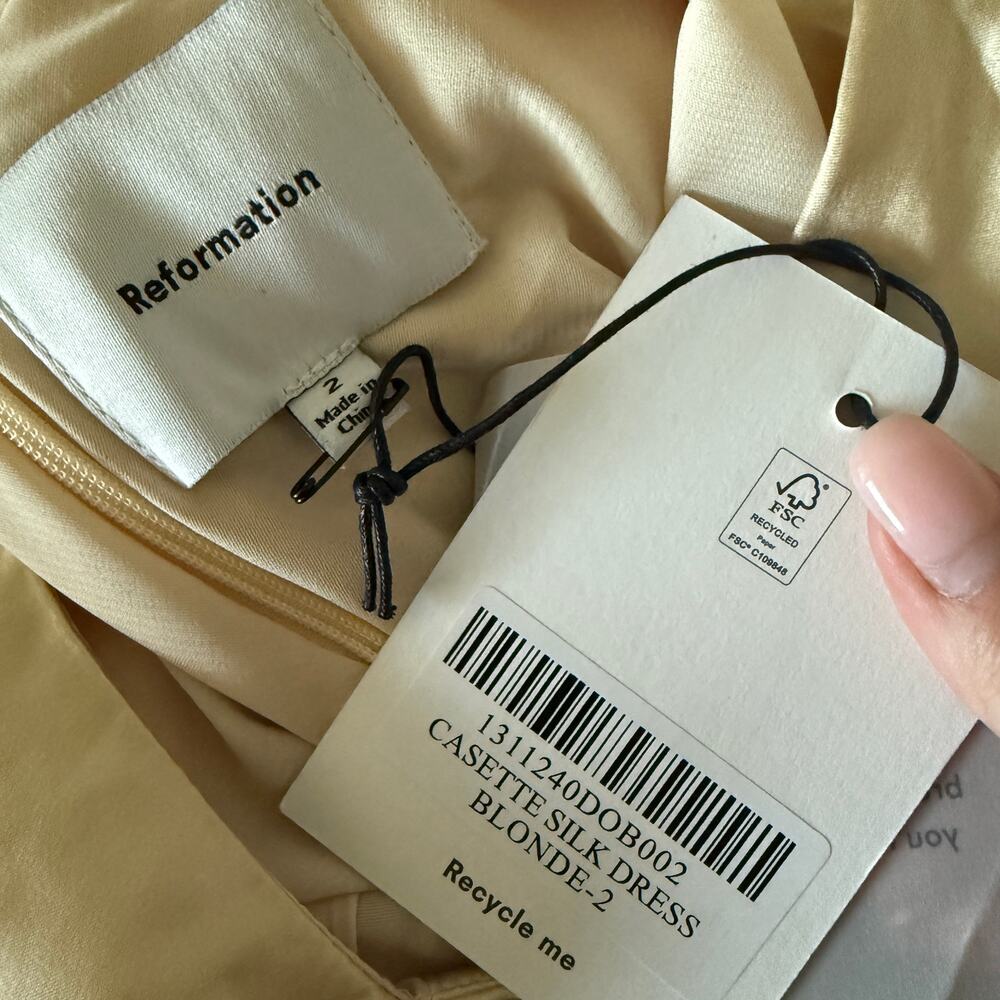 Reformation
2
Made in
China
FSC®
RECYCLED
Paper
FSC® C109848
1311240DOB002
CASETTE SILK DRESS
BLONDE-2
Recycle me
you